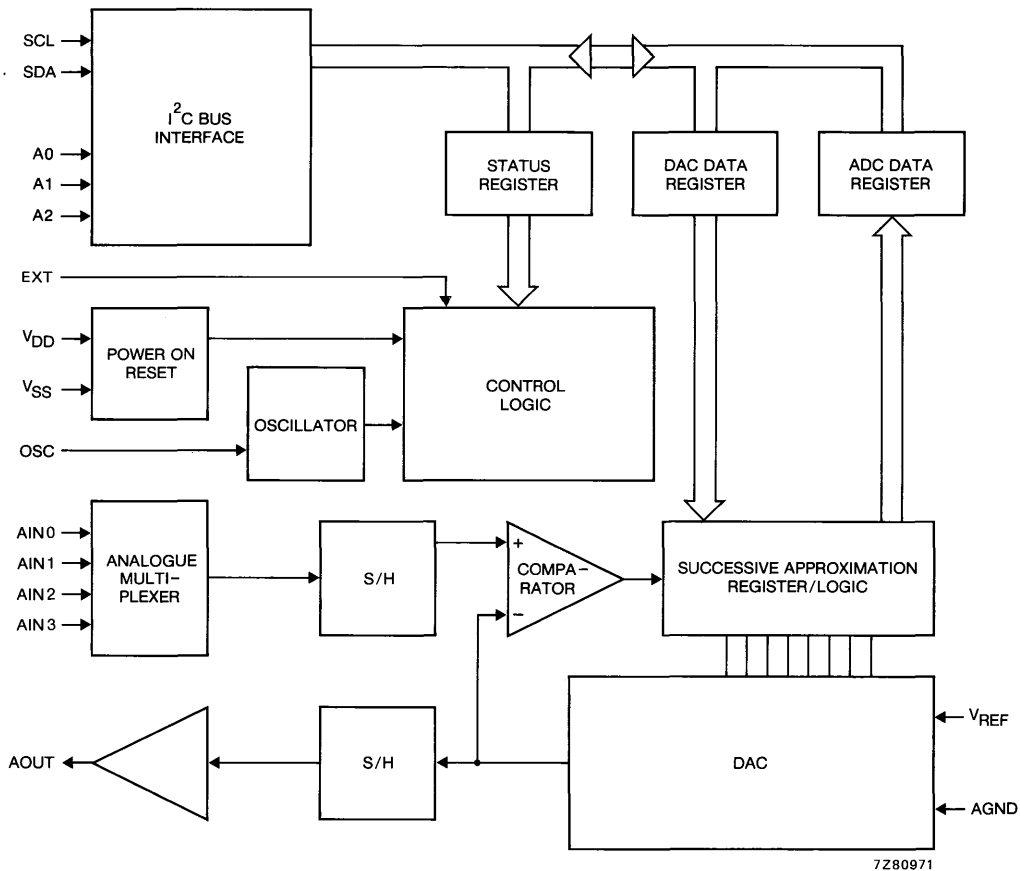 SCL
SDA
A0
A1
A2
I²C BUS
INTERFACE
STATUS
REGISTER
DAC DATA
REGISTER
ADC DATA
REGISTER
EXT
VDD
VSS
POWER ON
RESET
OSC
OSCILLATOR
CONTROL
LOGIC
AIN0
AIN1
AIN2
AIN3
ANALOGUE
MULTI-
PLEXER
S/H
+
COMPA-
RATOR
-
SUCCESSIVE APPROXIMATION
REGISTER/LOGIC
AOUT
S/H
DAC
VREF
AGND
7Z80971